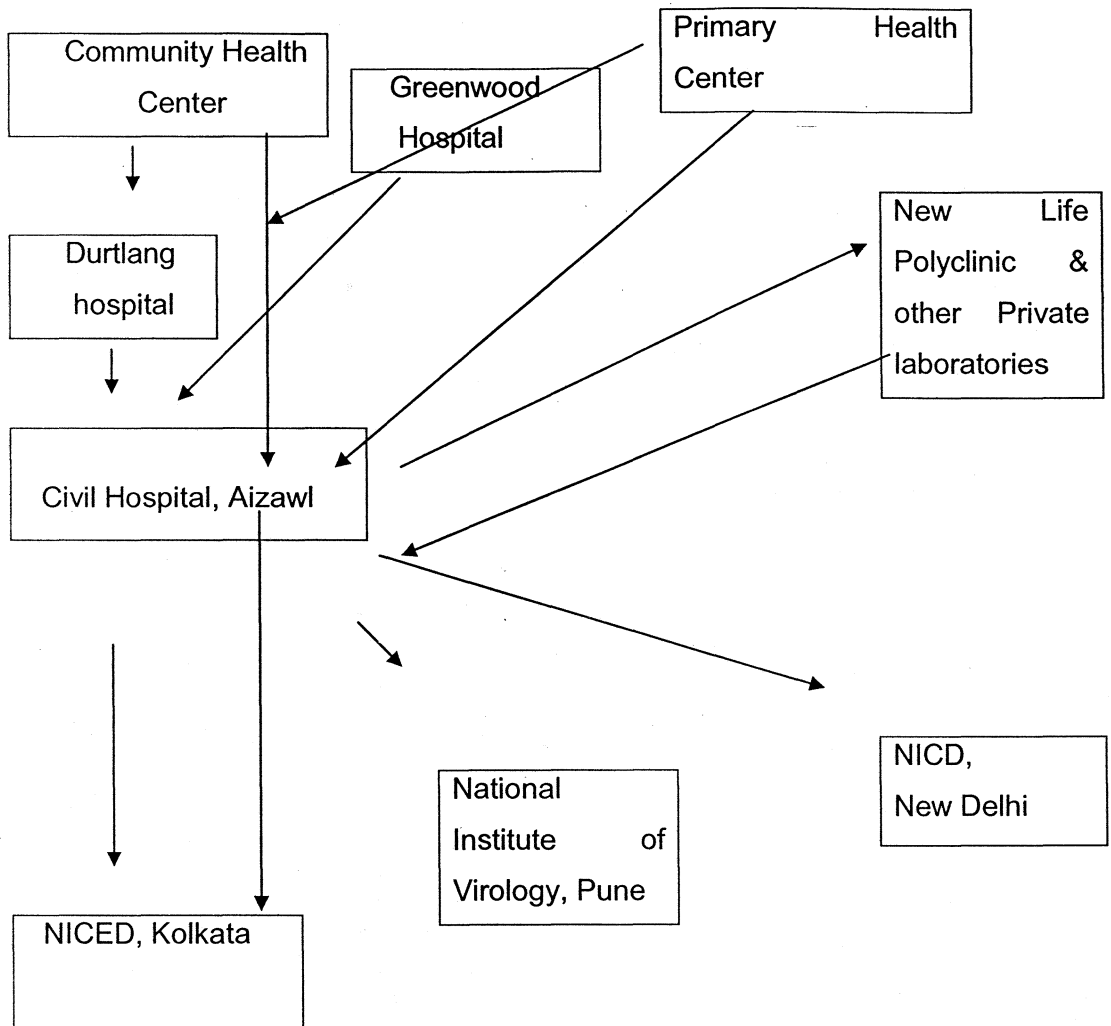 Community Health
Center
Greenwood
Hospital
Primary Health
Center
Durtlang
hospital
New Life
Polyclinic &
other Private
laboratories
Civil Hospital, Aizawl
National
Institute of
Virology, Pune
NICD,
New Delhi
NICED, Kolkata